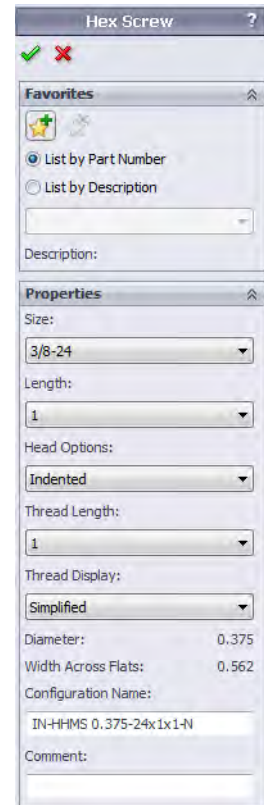 Hex Screw ?
Favorites
List by Part Number
List by Description
Description:
Properties
Size:
3/8-24
Length:
1
Head Options:
Indented
Thread Length:
1
Thread Display:
Simplified
Diameter: 0.375
Width Across Flats: 0.562
Configuration Name:
IN-HHMS 0.375-24x1x1-N
Comment: